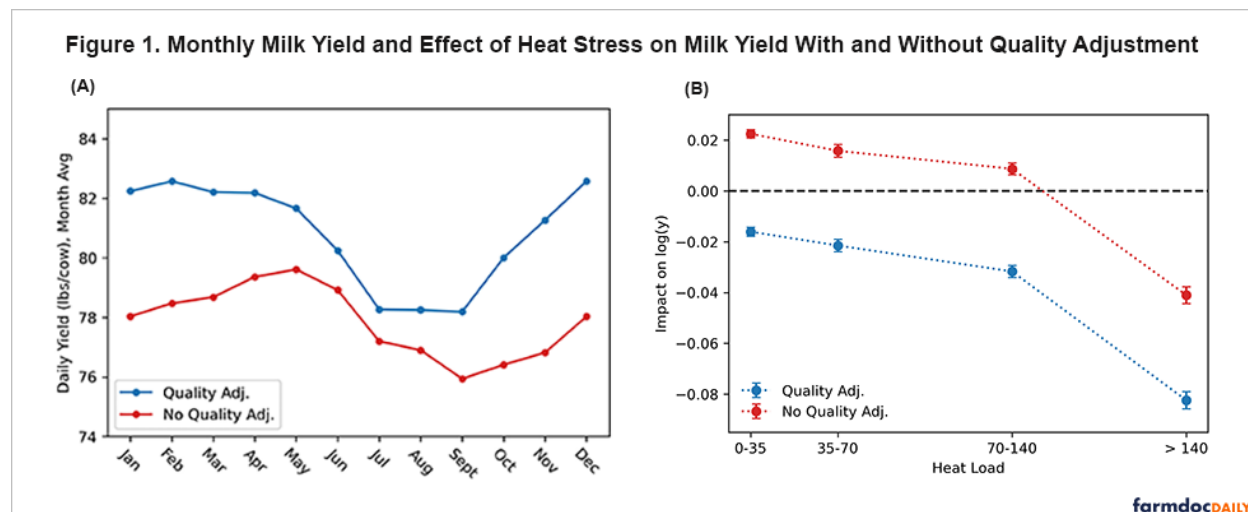 Figure 1. Monthly Milk Yield and Effect of Heat Stress on Milk Yield With and Without Quality Adjustment
(A)
Daily Yield (lbs/cow), Month Avg
84
82
80
78
76
74
Quality Adj.
No Quality Adj.
Jan
Feb
Mar
Apr
May
Jun
Jul
Aug
Sept
Oct
Nov
Dec
(B)
Impact on log(y)
0.02
0.00
−0.02
−0.04
−0.06
−0.08
Quality Adj.
No Quality Adj.
0-35
35-70
70-140
> 140
Heat Load
farmdocDAILY